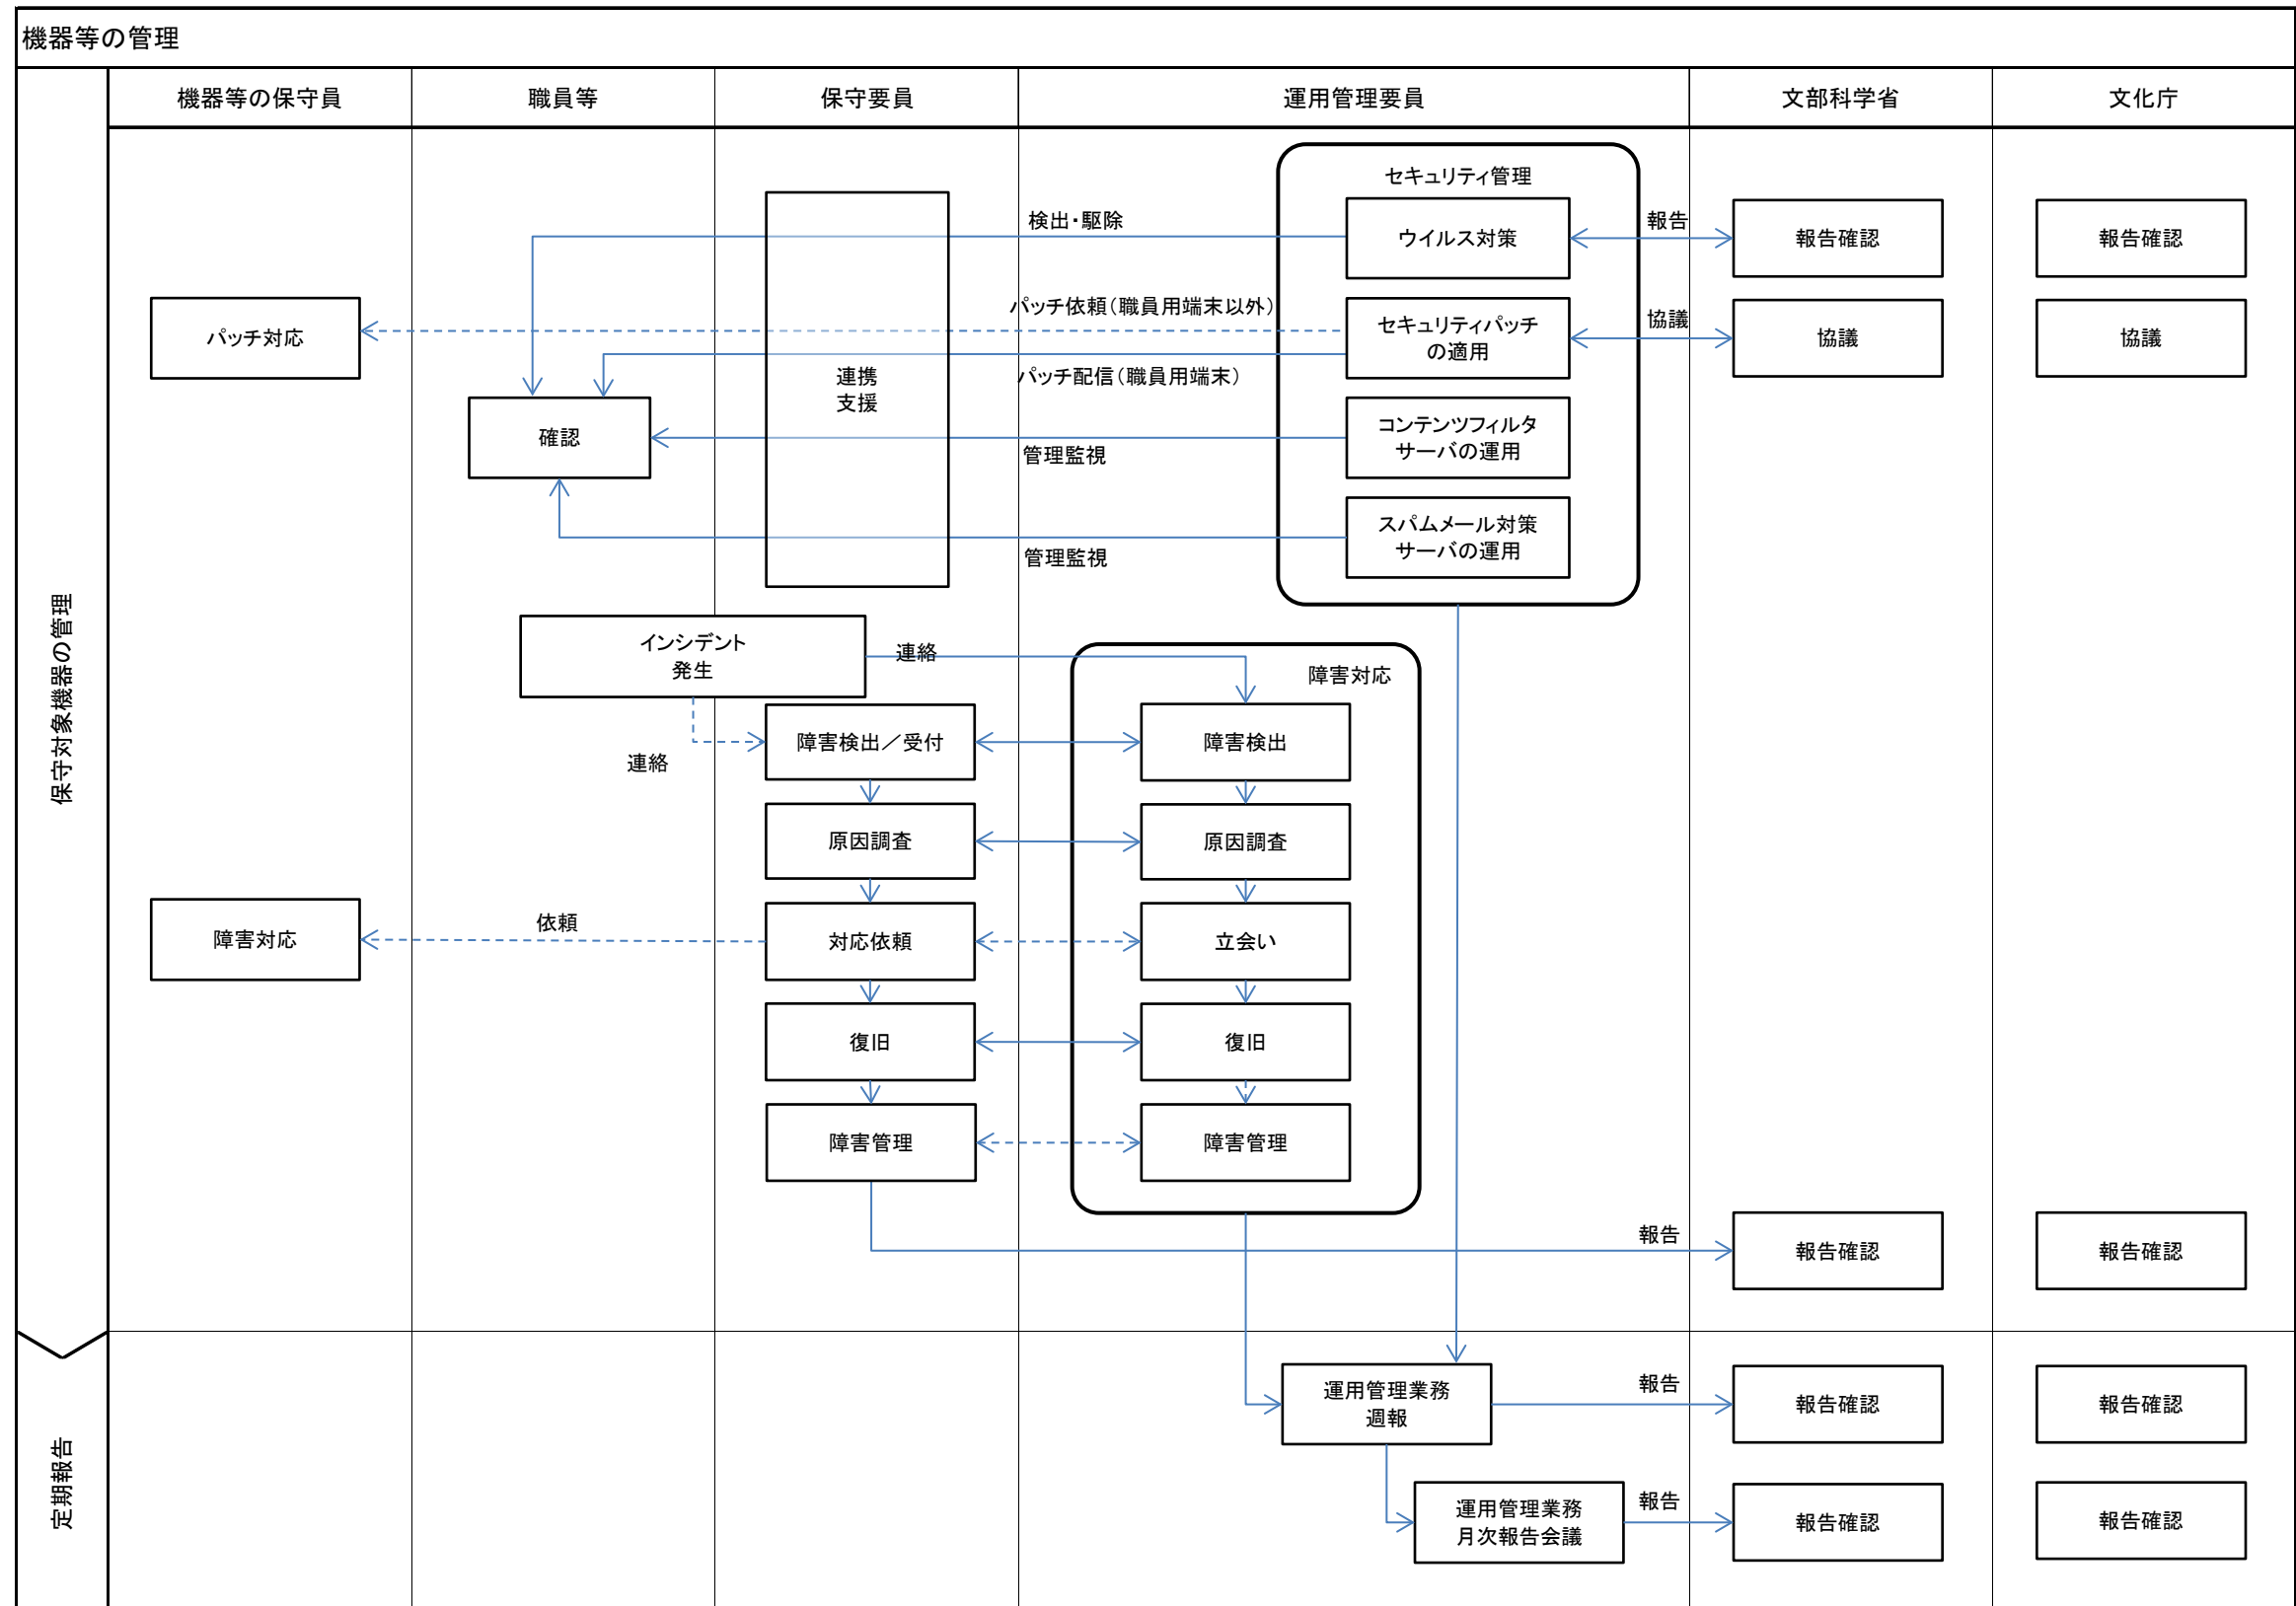 機器等の管理
機器等の保守員
職員等
保守要員
運用管理要員
文部科学省
文化庁
保守対象機器の管理
セキュリティ管理
検出・駆除
ウイルス対策
報告
報告確認
報告確認
パッチ対応
パッチ依頼（職員用端末以外）
セキュリティパッチ
の適用
協議
協議
協議
連携
支援
パッチ配信（職員用端末）
確認
コンテンツフィルタ
サーバの運用
管理監視
スパムメール対策
サーバの運用
管理監視
インシデント
発生
連絡
障害対応
連絡
障害検出／受付
障害検出
原因調査
原因調査
障害対応
依頼
対応依頼
立会い
復旧
復旧
障害管理
障害管理
報告
報告確認
報告確認
定期報告
運用管理業務
週報
報告
報告確認
報告確認
運用管理業務
月次報告会議
報告
報告確認
報告確認